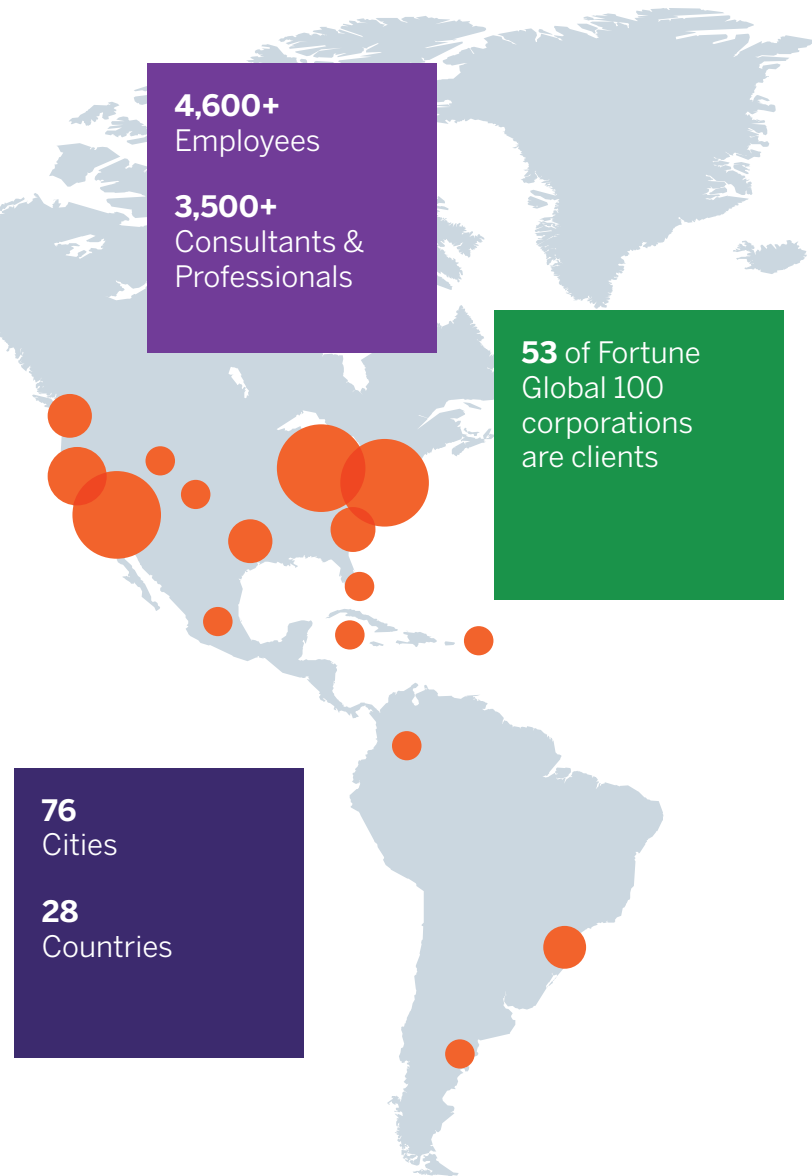 4,600+
Employees
3,500+
Consultants &
Professionals
53 of Fortune
Global 100
corporations
are clients
76
Cities
28
Countries